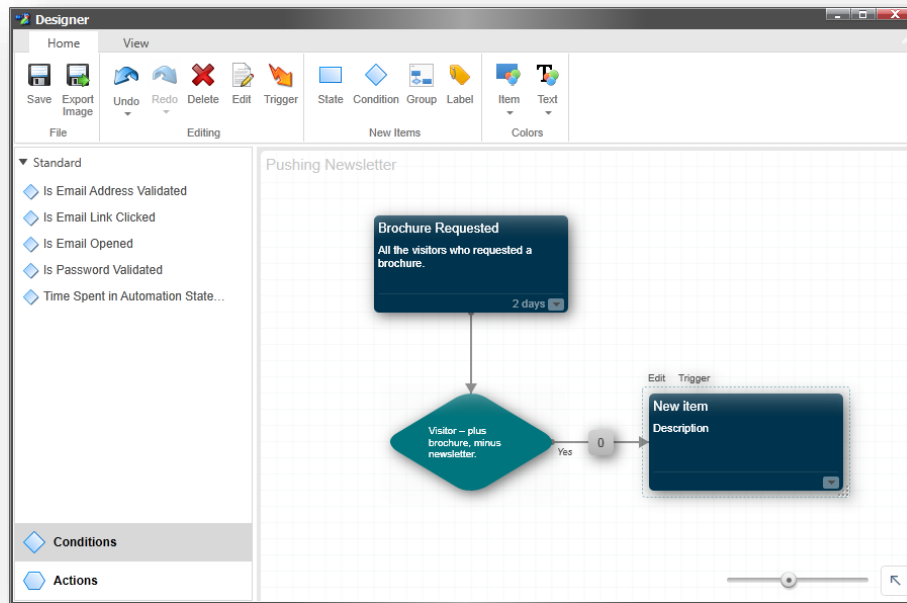 Designer
Home View
Save Export Image Undo Redo Delete Edit Trigger State Condition Group Label Item Text
File Editing New Items Colors
Standard
Is Email Address Validated
Is Email Link Clicked
Is Email Opened
Is Password Validated
Time Spent in Automation State...
Conditions
Actions
Pushing Newsletter
Brochure Requested
All the visitors who requested a
brochure.
2 days
Visitor – plus
brochure, minus
newsletter.
Yes
0
Edit Trigger
New item
Description